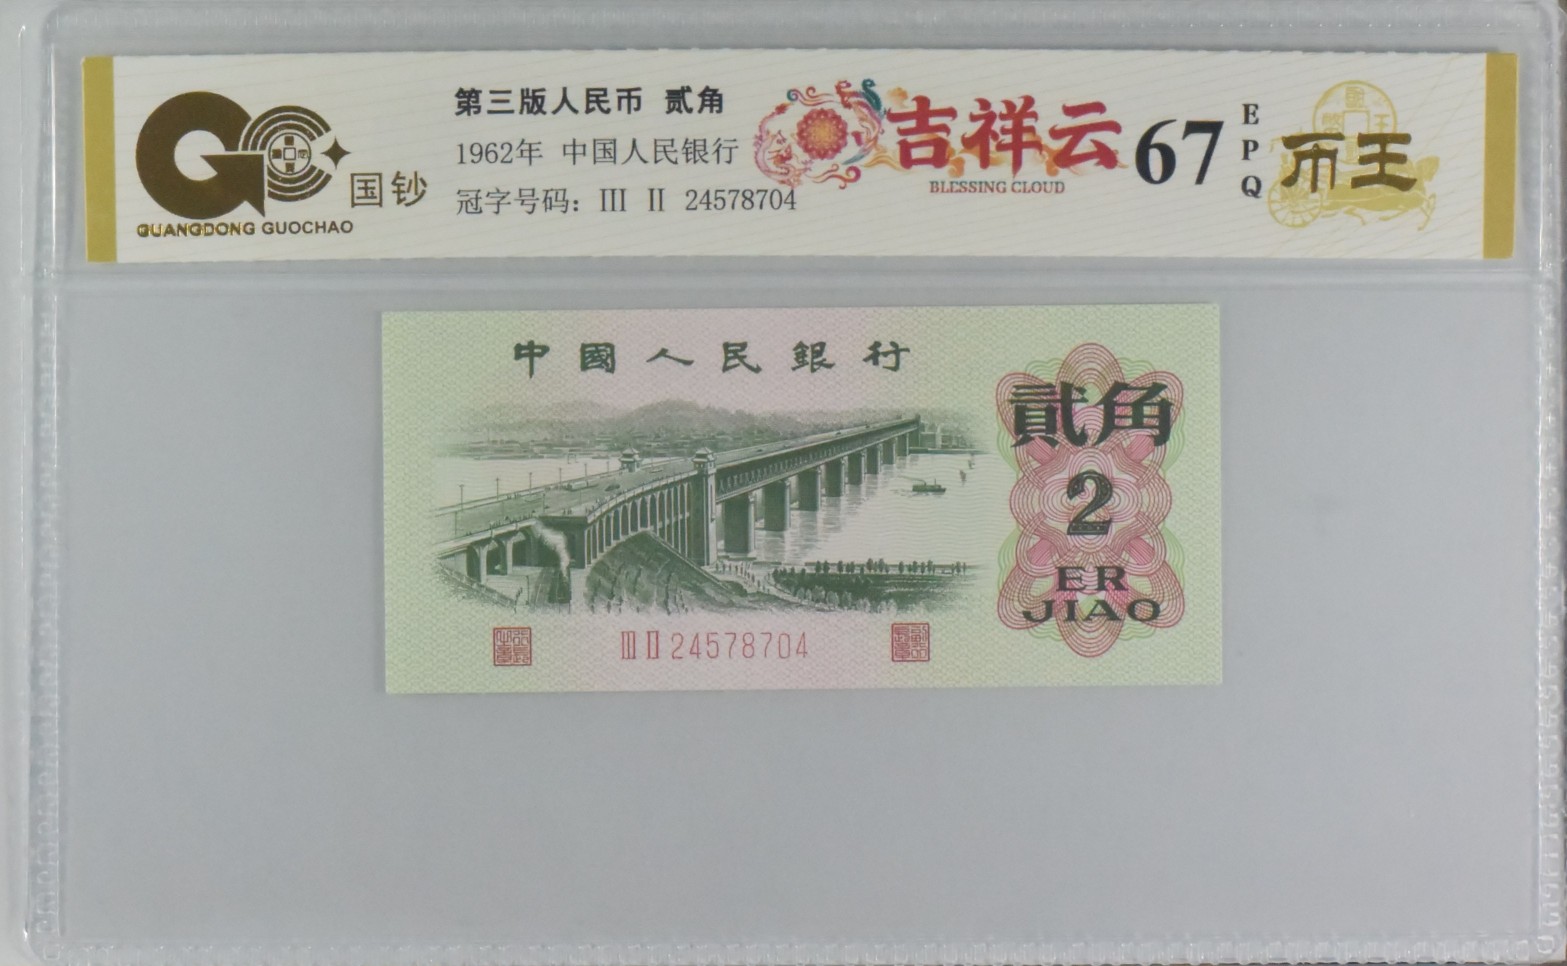 国钞
GUANGDONG GUOCHAO
第三版人民币 贰角
1962年 中国人民银行
冠字号码：III II 24578704
吉祥云
BLESSING CLOUD
67
EPQ
币王
中國人民銀行
貳角
2
ER
JIAO
III II 24578704